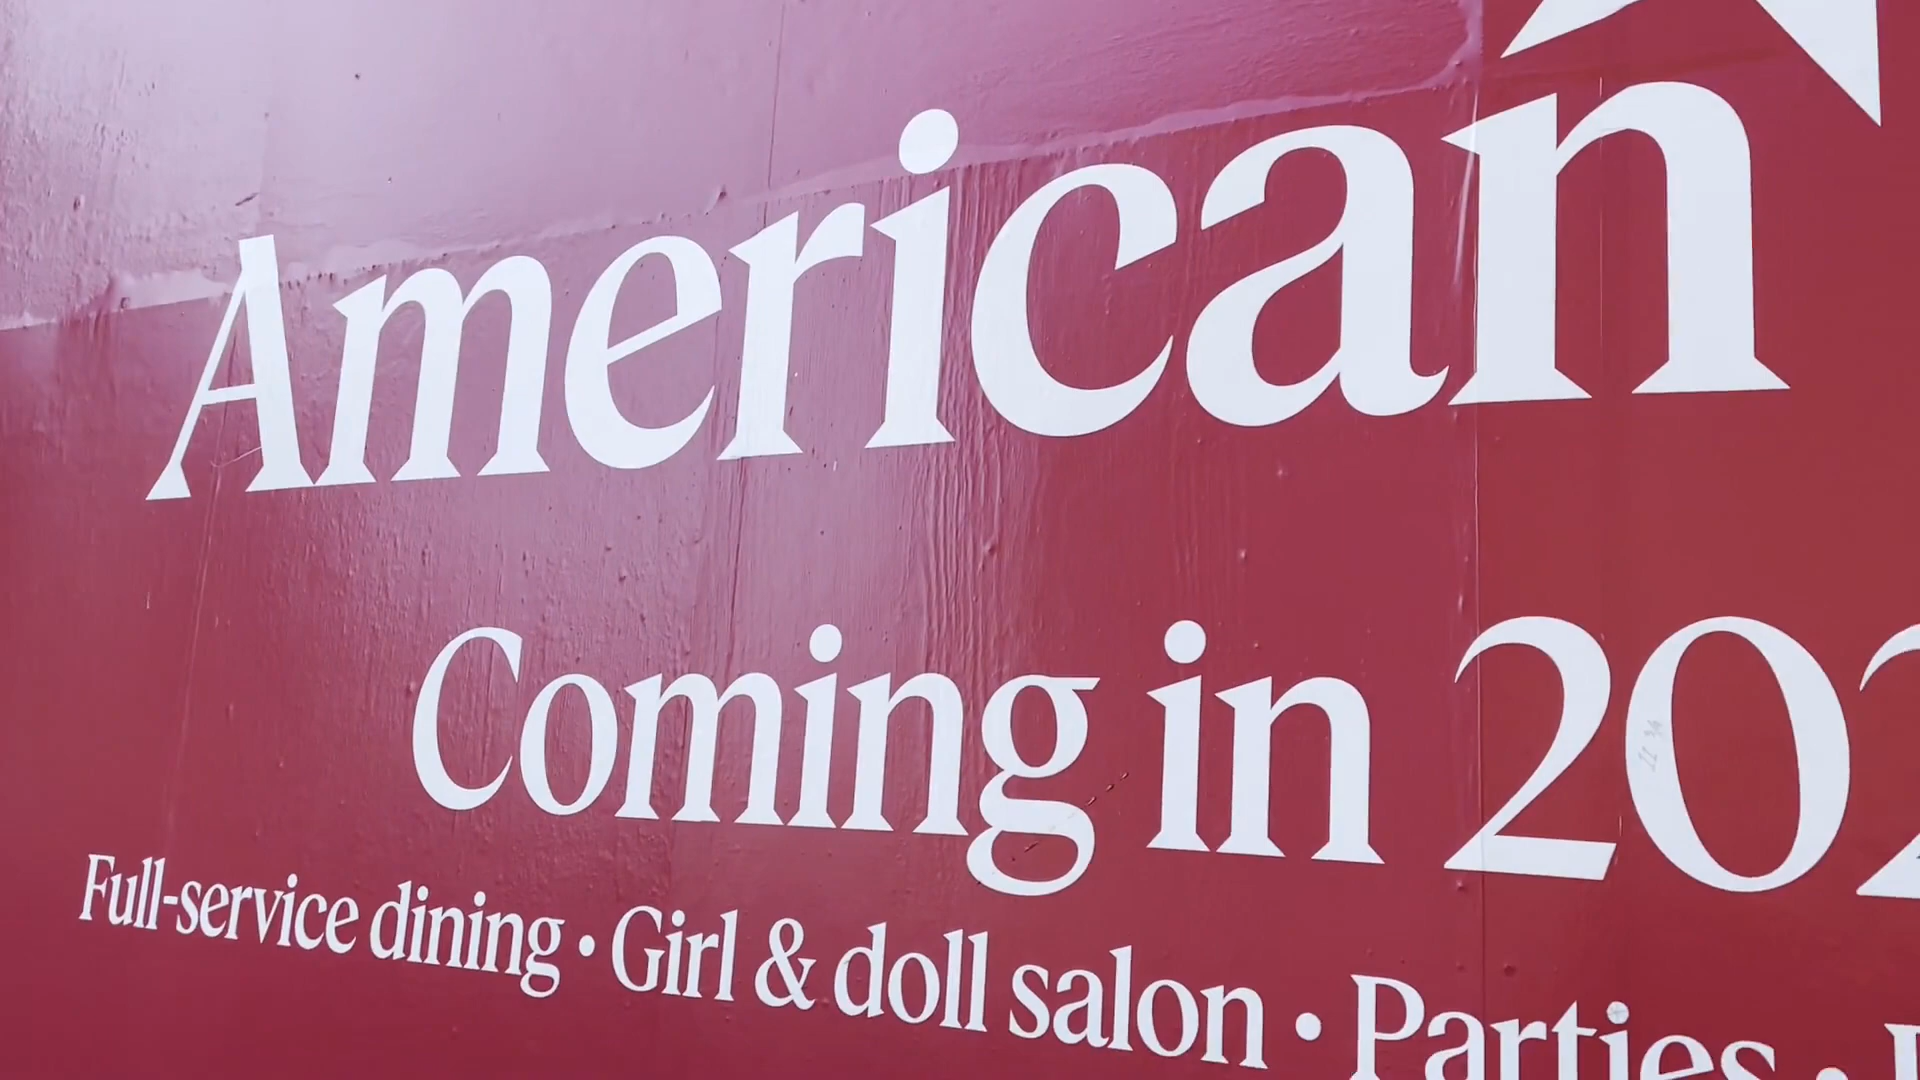 American
Coming in 202
Full-service dining • Girl & doll salon • Parties •